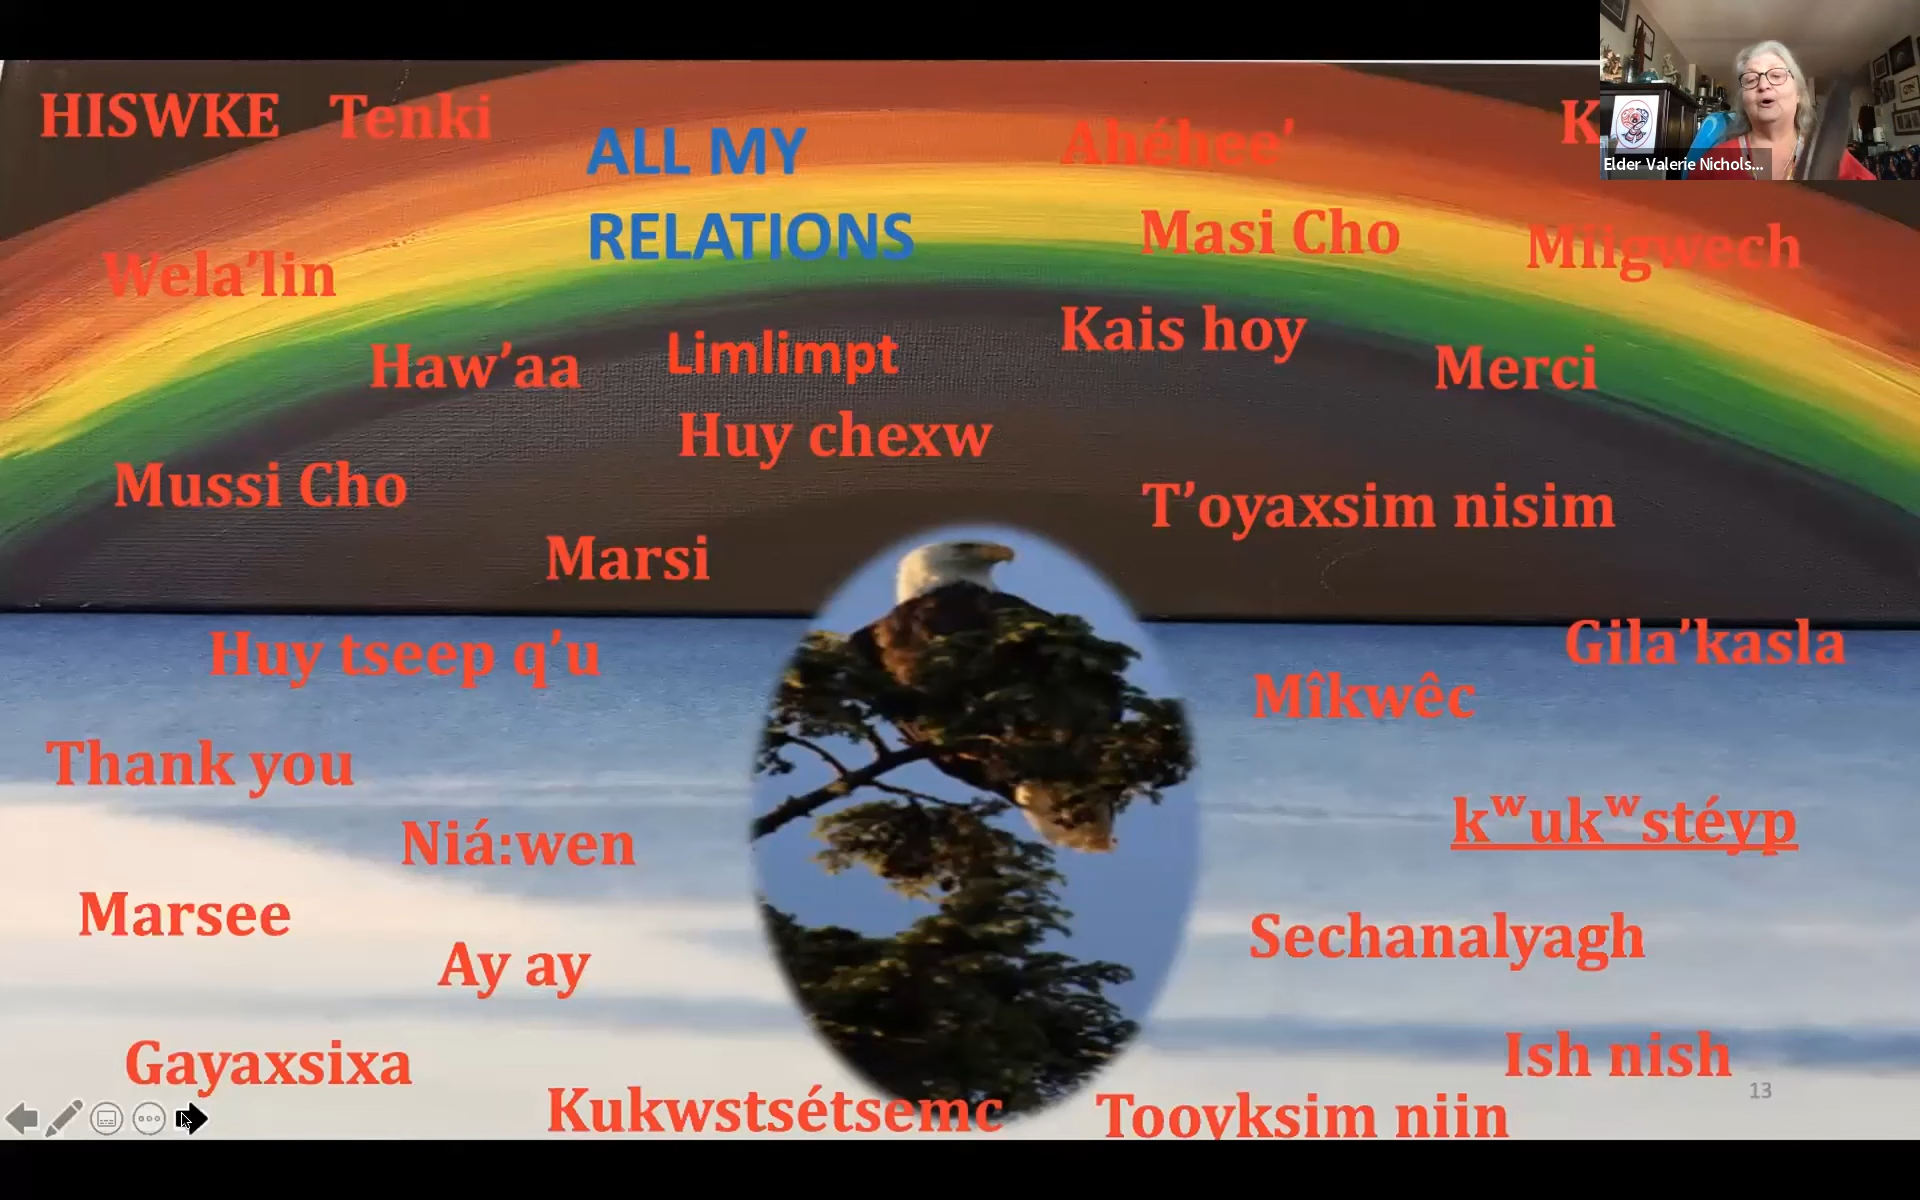 HISWKE Tenki
ALL MY
RELATIONS
Ahéhee'
K
Elder Valerie Nichols...
Wela'lin
Masi Cho
Miigwech
Haw'aa
Limlimpt
Kais hoy
Merci
Huy chexw
Mussi Cho
T'oyaxsim nisim
Marsi
Huy tseep q'u
Gila'kasla
Mîkwêc
Thank you
Niá:wen
kʷukʷstéyp
Marsee
Ay ay
Sechanalyagh
Gayaxsixa
Ish nish
13
Kukwstsétsemc
Tooyksim niin